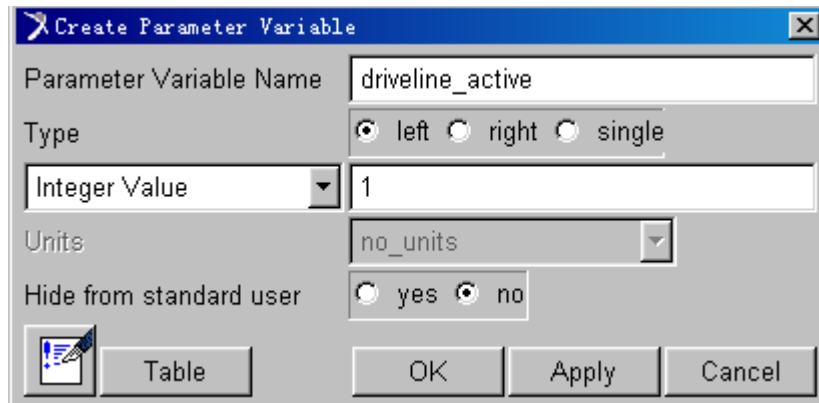 Create Parameter Variable
Parameter Variable Name driveline_active
Type left right single
Integer Value 1
Units no_units
Hide from standard user yes no
Table OK Apply Cancel